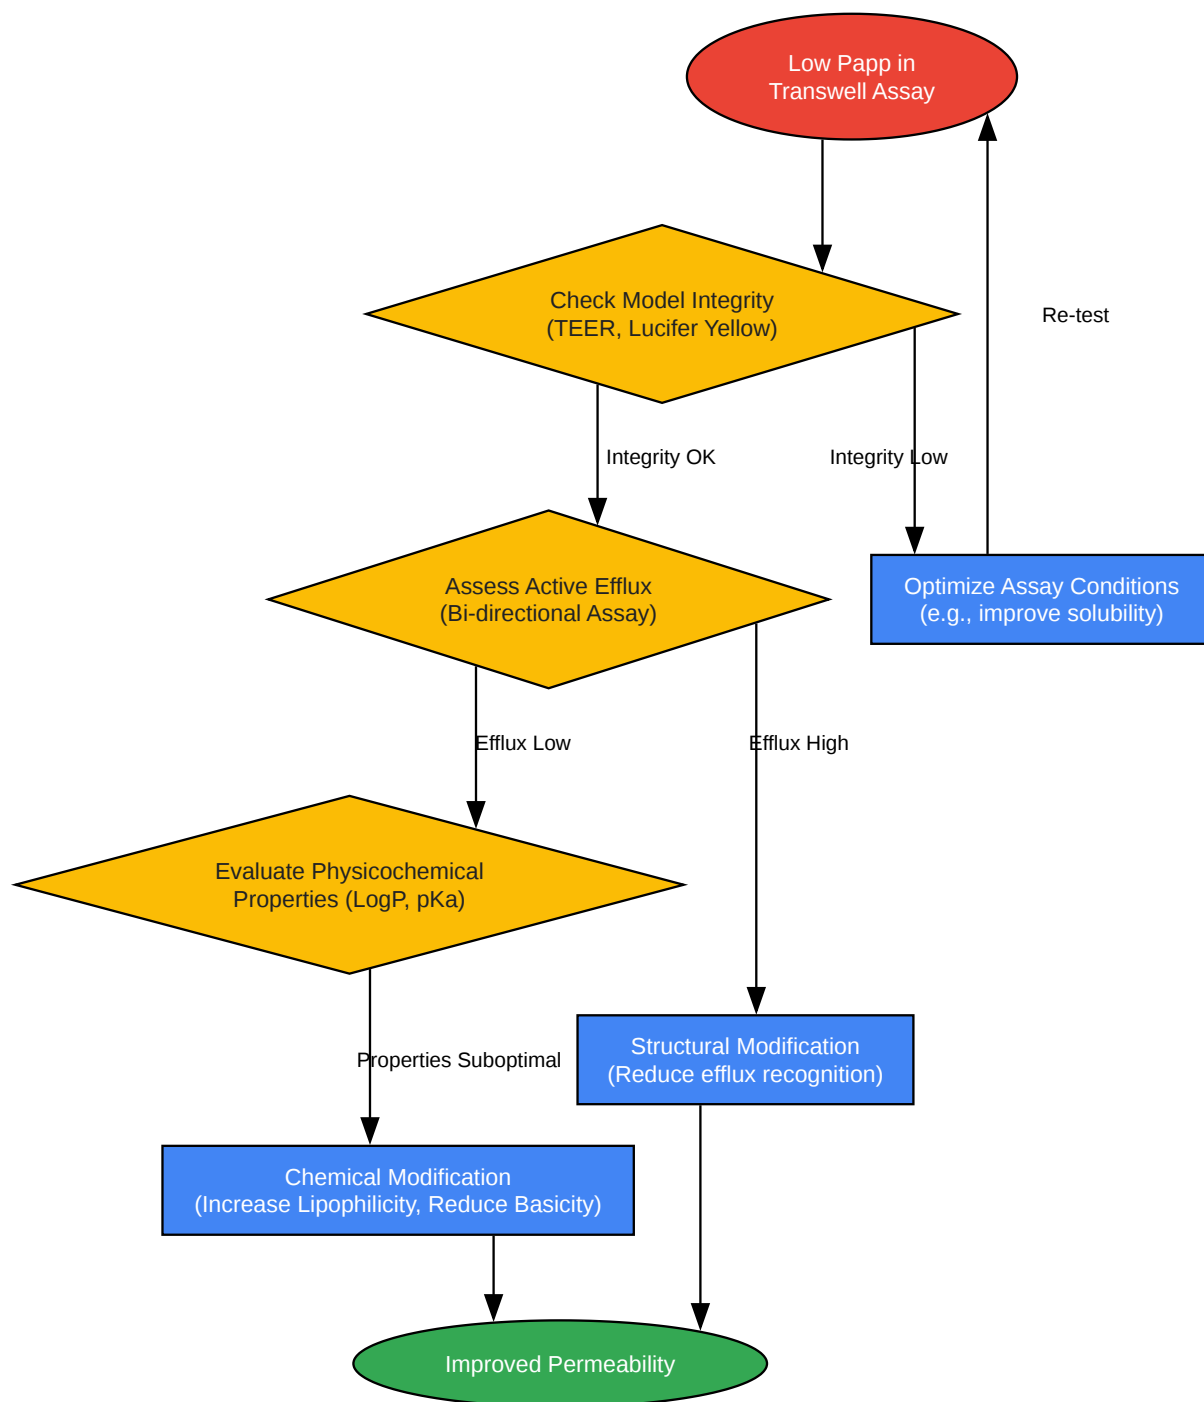 Low Papp in
Transwell Assay
Check Model Integrity
(TEER, Lucifer Yellow)
Re-test
Integrity OK
Integrity Low
Assess Active Efflux
(Bi-directional Assay)
Optimize Assay Conditions
(e.g., improve solubility)
Efflux Low
Efflux High
Evaluate Physicochemical
Properties (LogP, pKa)
Structural Modification
(Reduce efflux recognition)
Properties Suboptimal
Chemical Modification
(Increase Lipophilicity, Reduce Basicity)
Improved Permeability